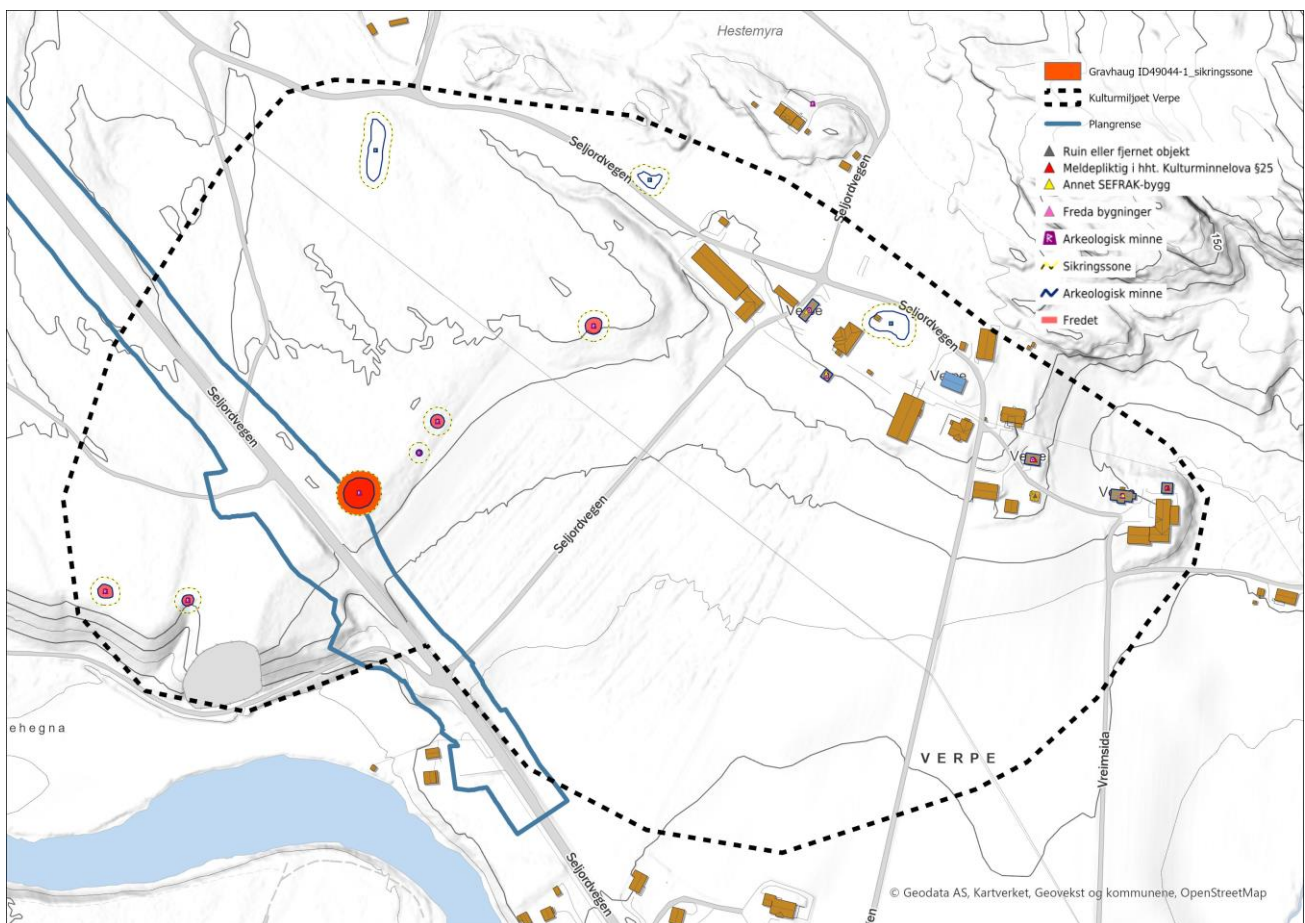 Hestemyra
Gravhaug ID49044-1_sikringssone
Kulturmiljøet Verpe
Plangrense
Ruin eller fjernet objekt
Meldepliktig i hht. Kulturminnelova §25
Annet SEFRAK-bygg
Freda bygninger
R Arkeologisk minne
Sikringssone
Arkeologisk minne
Fredet
150
Seljordvegen
Seljordvegen
Seljordvegen
Verpe
Verpe
Seljordvegen
Seljordvegen
Verpe
ehegna
VERPE
Vreimsida
Seljordvegen
© Geodata AS, Kartverket, Geovekst og kommunene, OpenStreetMap